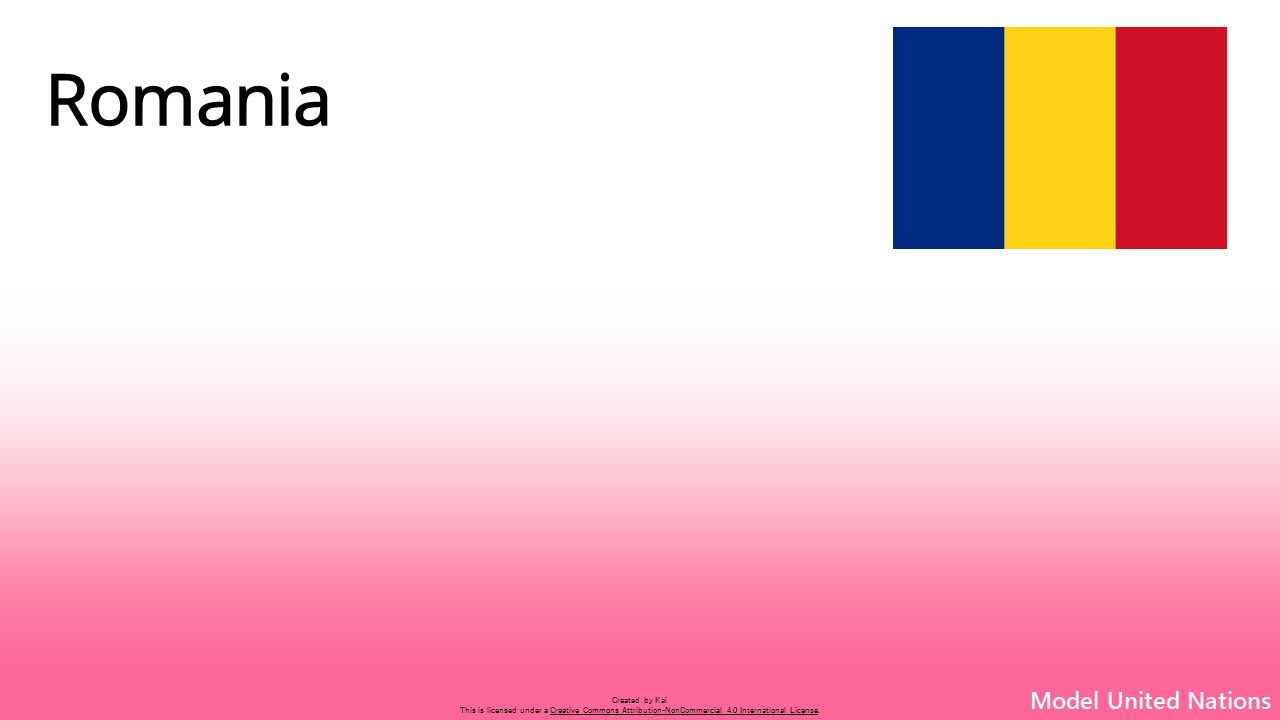 Romania
Created by Kai
This is licensed under a Creative Commons Attribution-NonCommercial 4.0 International License.
Model United Nations